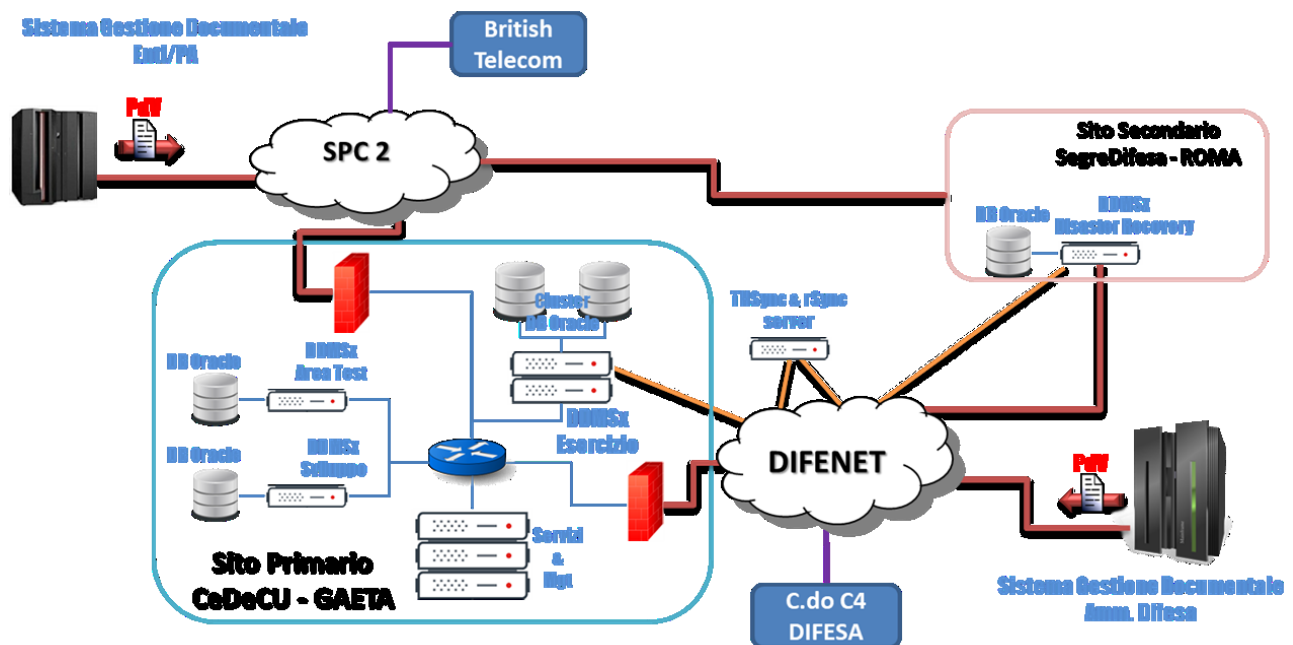 Sistema Gestione Documentale
Enti/PA
British
Telecom
PdV
SPC 2
Sito Secondario
SegreDifesa - ROMA
DB Oracle
DDMSx
Disaster Recovery
Cluster
DB Oracle
server
DB Oracle
DDMSx
Area Test
DDMSx
Esercizio
DB Oracle
DDMSx
Sviluppo
DIFENET
PdV
Servizi
&
Mgt
Sito Primario
CeDeCU - GAETA
Sistema Gestione Documentale
Amm. Difesa
C.do C4
DIFESA